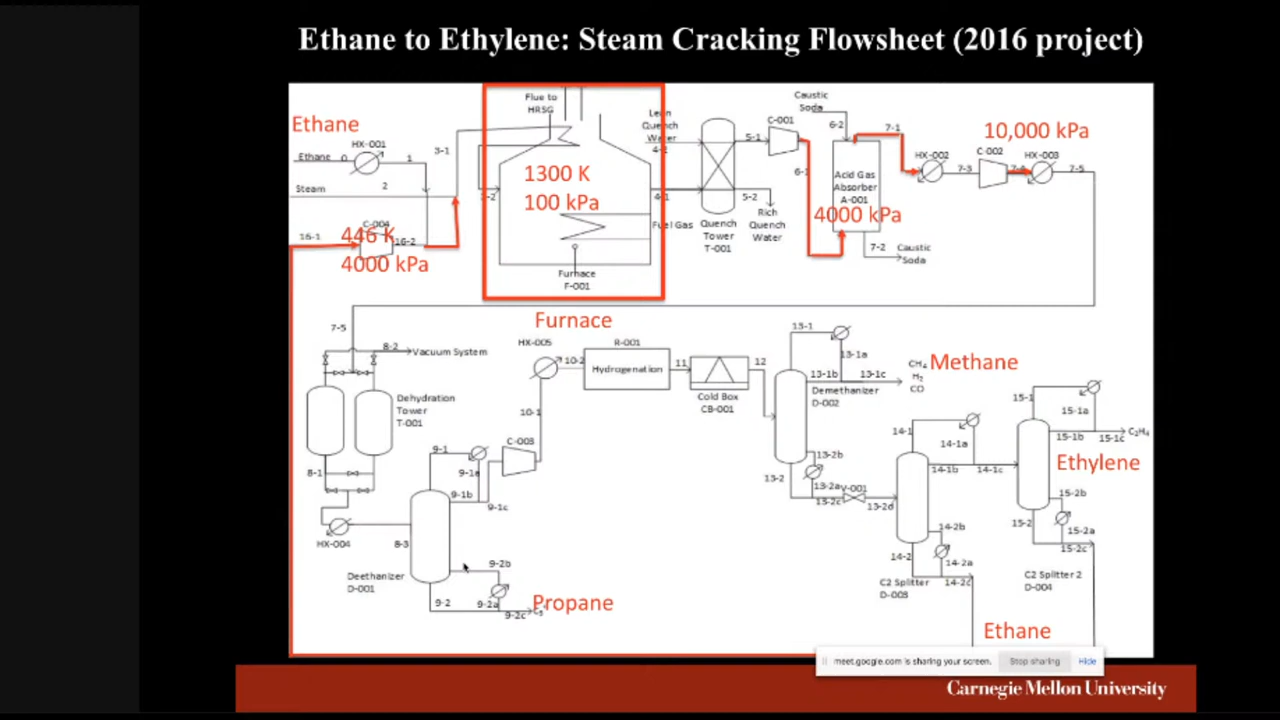 Ethane to Ethylene: Steam Cracking Flowsheet (2016 project)
Ethane
HX-001
Ethane 0 1
Steam 2
3-1
16-1
C-004
446 K
16-2
4000 kPa
Flue to
HRSG
1300 K
100 kPa
Furnace
F-001
Furnace
Lean
Quench
Water
4-2
4-1
Fuel Gas
Quench
Tower
T-001
5-1
5-2
Rich
Quench
Water
C-001
6-1
Caustic
Soda
6-2
Acid Gas
Absorber
A-001
4000 kPa
7-1
7-2
Caustic
Soda
HX-002
7-3
C-002
10,000 kPa
HX-003
7-5
7-5
8-2
Vacuum System
Dehydration
Tower
T-001
8-1
HX-004
8-3
Deethanizer
D-001
9-1
9-1a
9-1b
9-1c
9-2b
9-2
9-2a
9-2c
Propane
C-003
10-1
HX-005
10-2
R-001
Hydrogenation
11
Cold Box
CB-001
12
13-1
13-1a
13-1b
13-1c
CH₄
H₂
CO
Methane
Demethanizer
D-002
13-2b
13-2
13-2a
13-2c
V-001
13-2d
14-1
14-1a
14-1b
14-1c
14-2b
14-2
14-2a
14-2c
C2 Splitter
D-003
Ethane
15-1
15-1a
15-1b
15-1c
C₂H₄
Ethylene
15-2b
15-2
15-2a
15-2c
C2 Splitter 2
D-004
meet.google.com is sharing your screen.
Stop sharing
Hide
Carnegie Mellon University